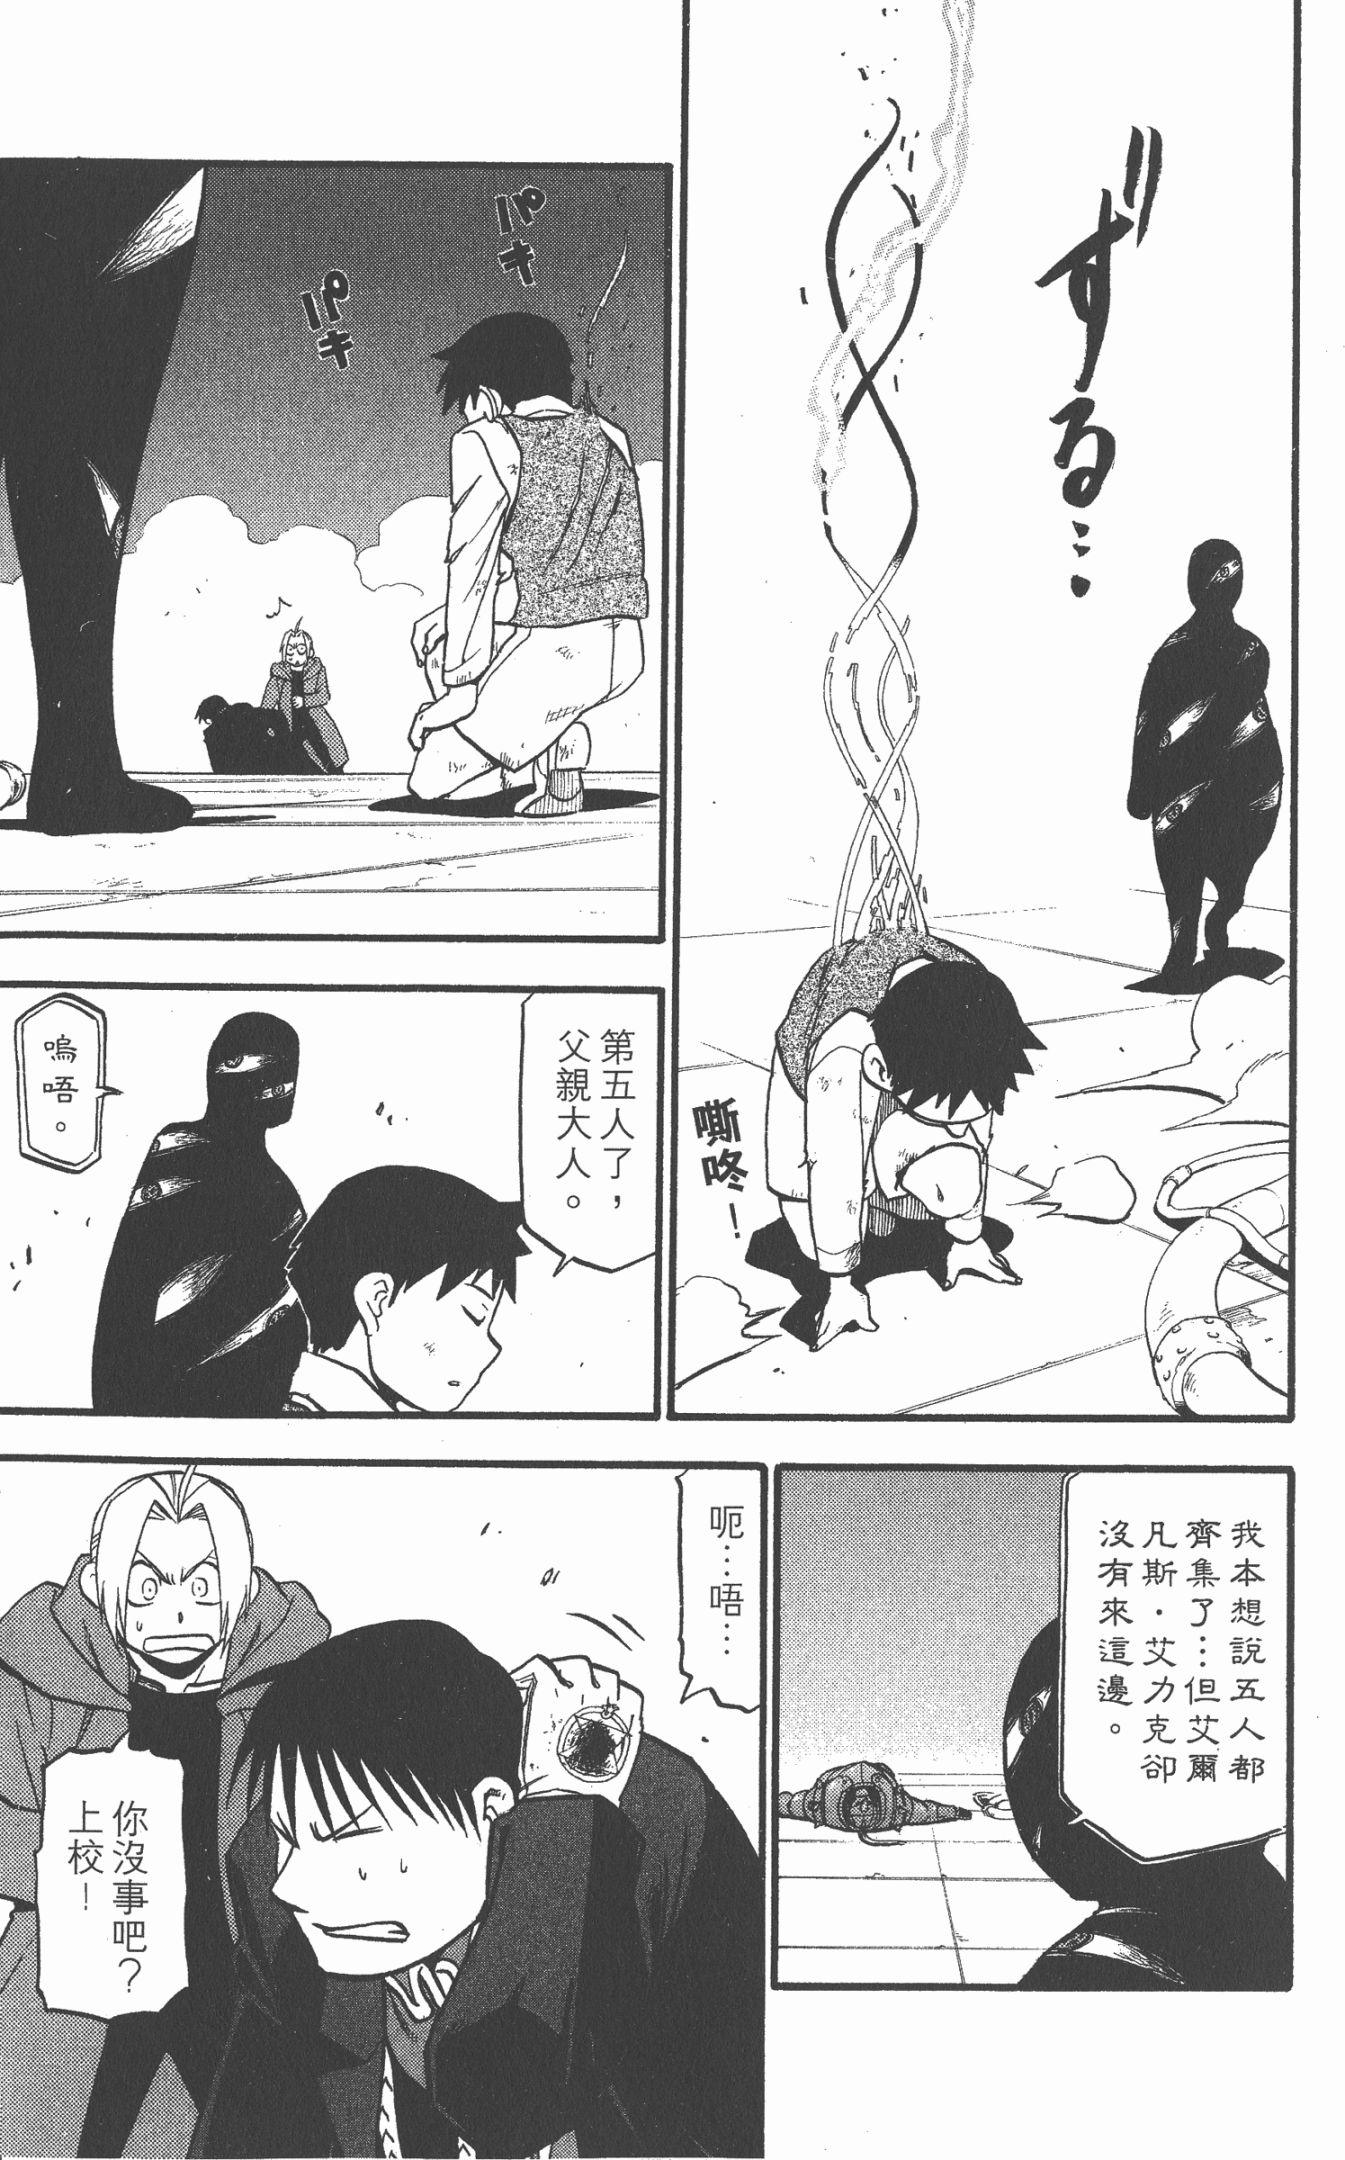 ずる…
嘶咚！
パキ
パキ
第五人了，
父親大人。
嗚唔。
我本想說五人都
齊集了…但艾爾
凡斯・艾力克卻
沒有來這邊。
呃…唔…
你沒事吧？
上校！